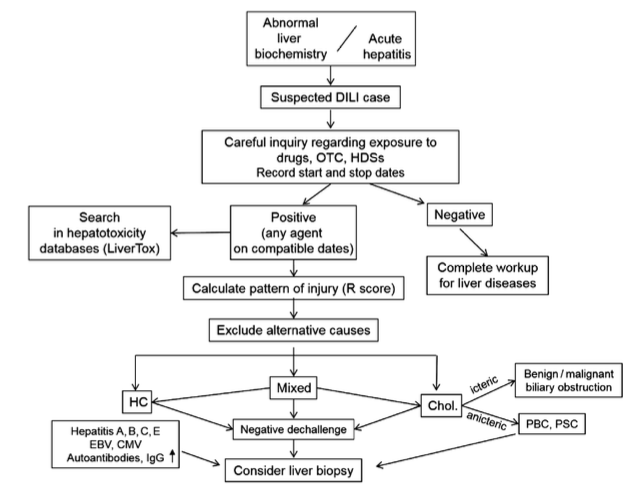 Abnormal
liver
biochemistry
/
Acute
hepatitis
Suspected DILI case
Careful inquiry regarding exposure to
drugs, OTC, HDSs
Record start and stop dates
Search
in hepatotoxicity
databases (LiverTox)
Positive
(any agent
on compatible dates)
Negative
Complete workup
for liver diseases
Calculate pattern of injury (R score)
Exclude alternative causes
HC
Mixed
Chol.
icteric
Benign / malignant
biliary obstruction
anicteric
PBC, PSC
Hepatitis A, B, C, E
EBV, CMV
Autoantibodies, IgG ↑
Negative dechallenge
Consider liver biopsy